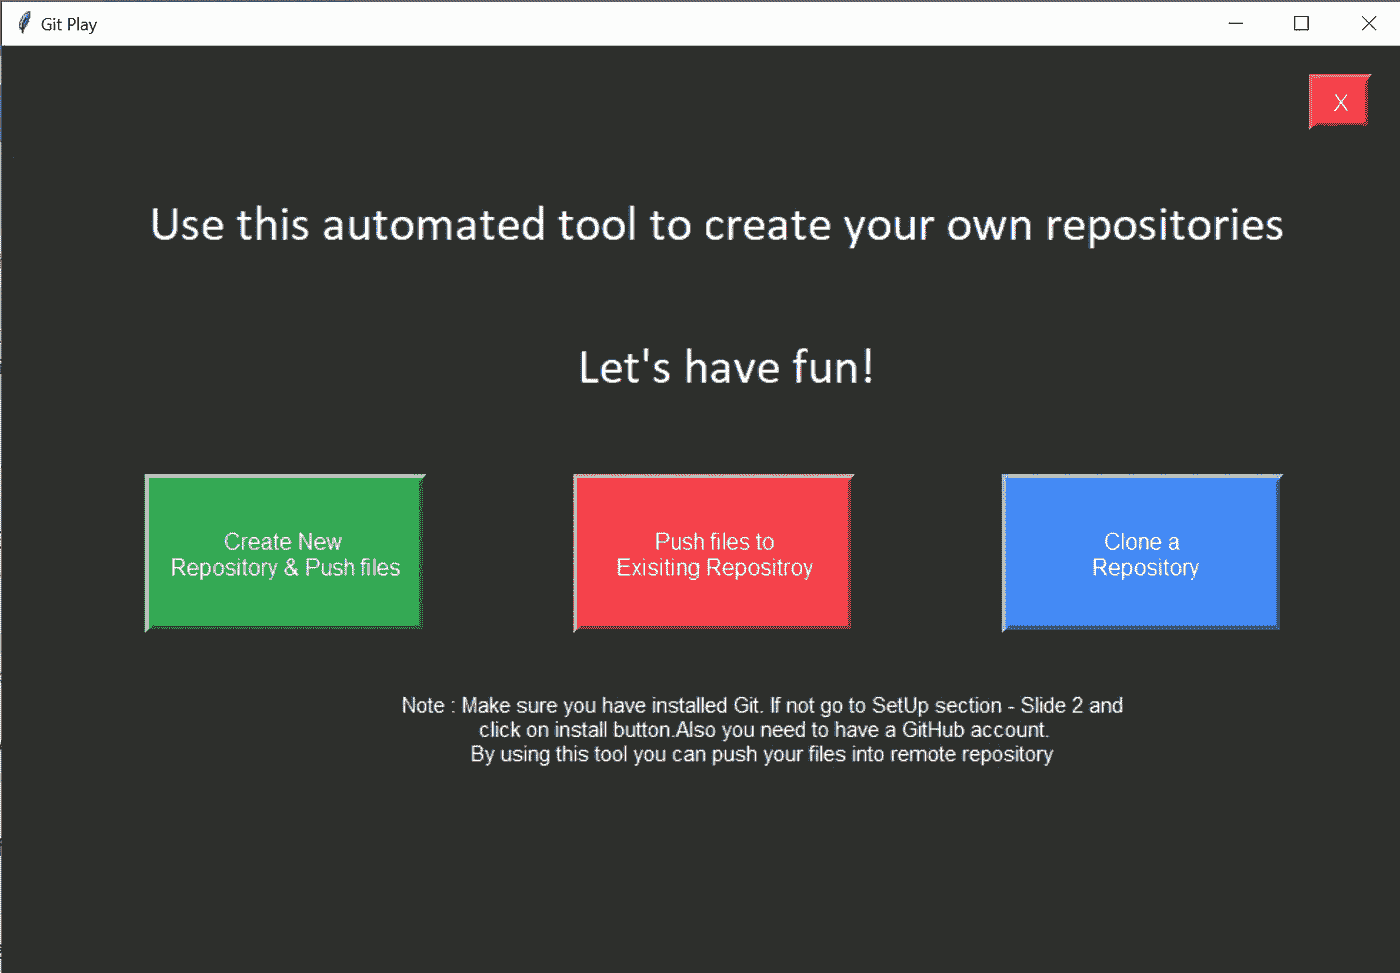 Git Play
X
Use this automated tool to create your own repositories
Let's have fun!
Create New
Repository & Push files
Push files to
Exisiting Repositroy
Clone a
Repository
Note : Make sure you have installed Git. If not go to SetUp section - Slide 2 and
click on install button.Also you need to have a GitHub account.
By using this tool you can push your files into remote repository